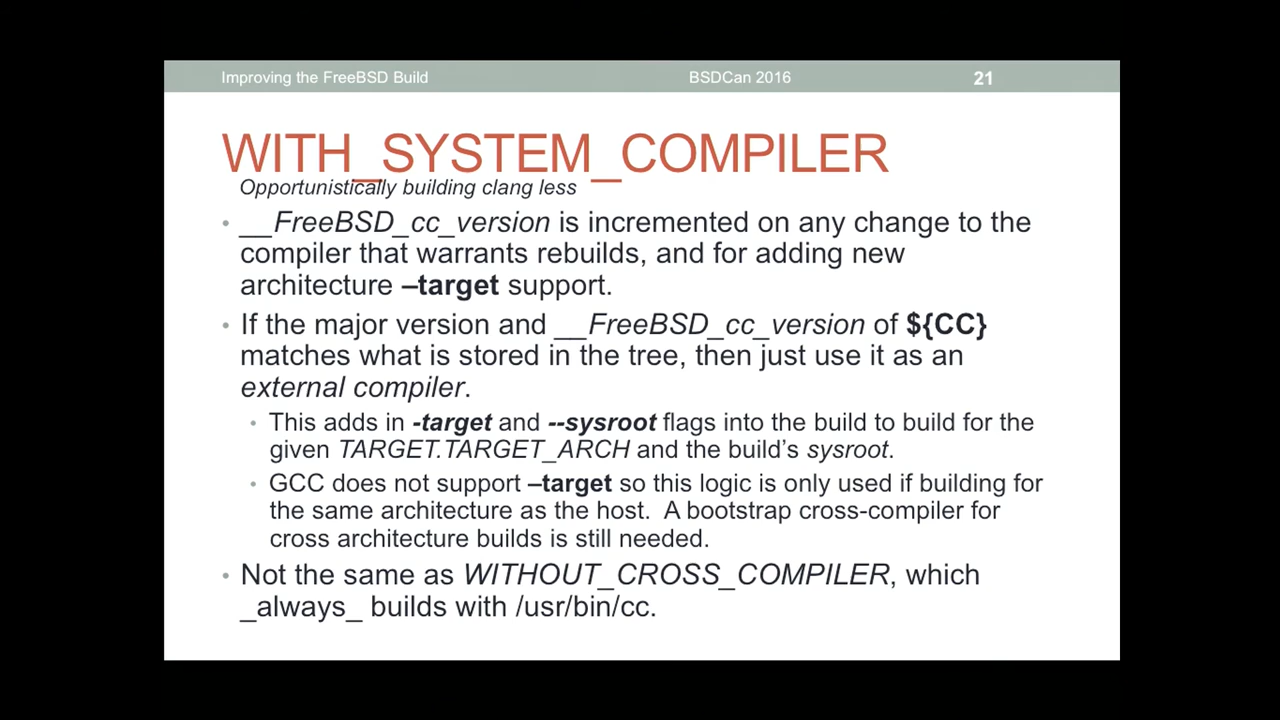 Improving the FreeBSD Build BSDCan 2016 21
WITH_SYSTEM_COMPILER
Opportunistically building clang less
• __FreeBSD_cc_version is incremented on any change to the
compiler that warrants rebuilds, and for adding new
architecture –target support.
• If the major version and __FreeBSD_cc_version of ${CC}
matches what is stored in the tree, then just use it as an
external compiler.
• This adds in -target and --sysroot flags into the build to build for the
given TARGET.TARGET_ARCH and the build's sysroot.
• GCC does not support –target so this logic is only used if building for
the same architecture as the host.  A bootstrap cross-compiler for
cross architecture builds is still needed.
• Not the same as WITHOUT_CROSS_COMPILER, which
_always_ builds with /usr/bin/cc.